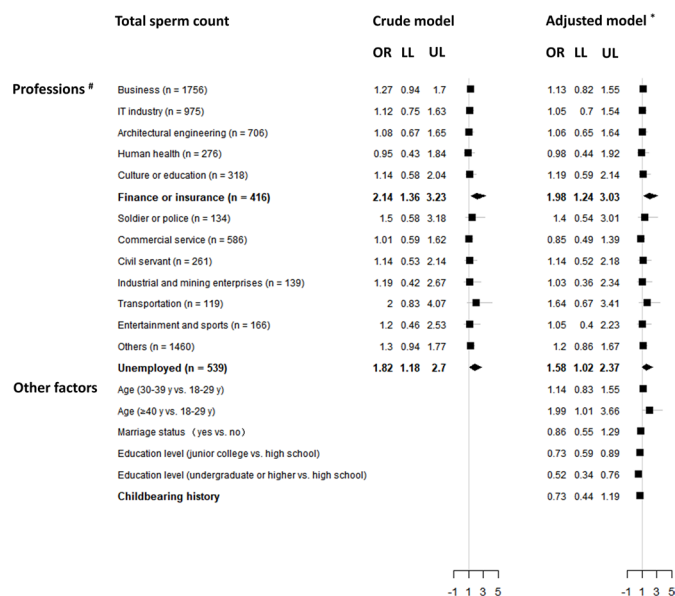 Total sperm count Crude model Adjusted model *
OR LL UL OR LL UL
Professions #
Business (n = 1756) 1.27 0.94 1.7 1.13 0.82 1.55
IT industry (n = 975) 1.12 0.75 1.63 1.05 0.7 1.54
Architectural engineering (n = 706) 1.08 0.67 1.65 1.06 0.65 1.64
Human health (n = 276) 0.95 0.43 1.84 0.98 0.44 1.92
Culture or education (n = 318) 1.14 0.58 2.04 1.19 0.59 2.14
Finance or insurance (n = 416) 2.14 1.36 3.23 1.98 1.24 3.03
Soldier or police (n = 134) 1.5 0.58 3.18 1.4 0.54 3.01
Commercial service (n = 586) 1.01 0.59 1.62 0.85 0.49 1.39
Civil servant (n = 261) 1.14 0.53 2.14 1.14 0.52 2.18
Industrial and mining enterprises (n = 139) 1.19 0.42 2.67 1.03 0.36 2.34
Transportation (n = 119) 2 0.83 4.07 1.64 0.67 3.41
Entertainment and sports (n = 166) 1.2 0.46 2.53 1.05 0.4 2.23
Others (n = 1460) 1.3 0.94 1.77 1.2 0.86 1.67
Unemployed (n = 539) 1.82 1.18 2.7 1.58 1.02 2.37
Other factors
Age (30-39 y vs. 18-29 y) 1.14 0.83 1.55
Age (≥40 y vs. 18-29 y) 1.99 1.01 3.66
Marriage status （yes vs. no） 0.86 0.55 1.29
Education level (junior college vs. high school) 0.73 0.59 0.89
Education level (undergraduate or higher vs. high school) 0.52 0.34 0.76
Childbearing history 0.73 0.44 1.19
-1 1 3 5 -1 1 3 5